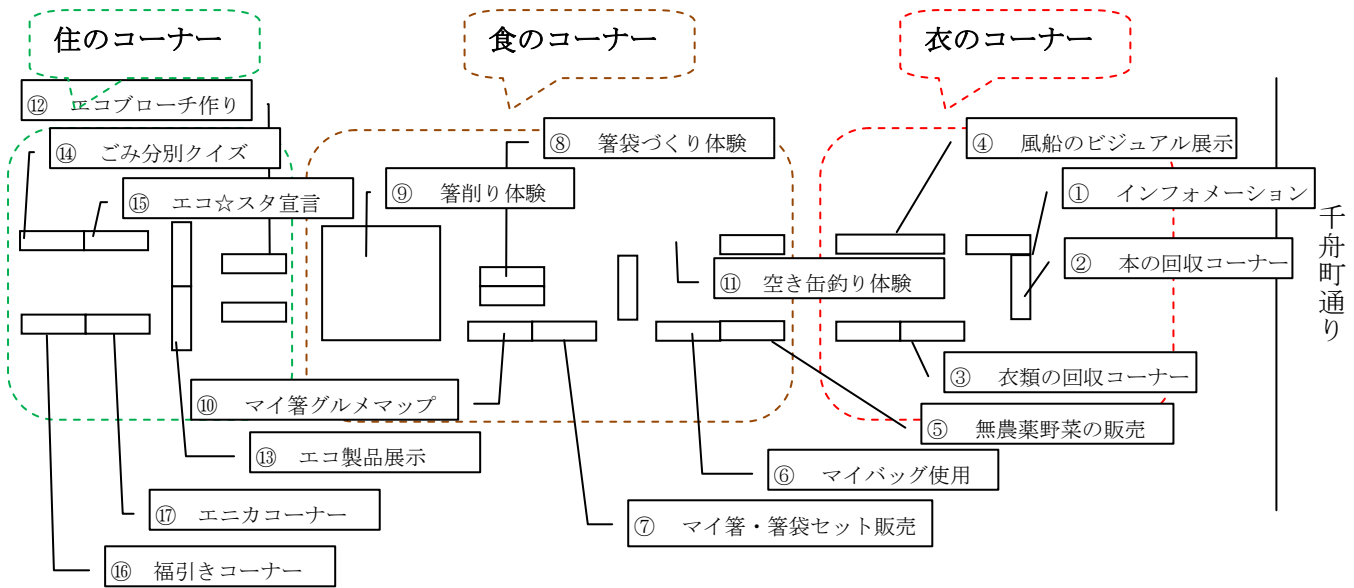 住のコーナー
食のコーナー
衣のコーナー
⑫ エコブローチ作り
⑧ 箸袋づくり体験
④ 風船のビジュアル展示
⑭ ごみ分別クイズ
⑨ 箸削り体験
① インフォメーション
⑮ エコ☆スタ宣言
千舟町通り
② 本の回収コーナー
⑪ 空き缶釣り体験
③ 衣類の回収コーナー
⑩ マイ箸グルメマップ
⑤ 無農薬野菜の販売
⑬ エコ製品展示
⑥ マイバッグ使用
⑰ エニカコーナー
⑦ マイ箸・箸袋セット販売
⑯ 福引きコーナー